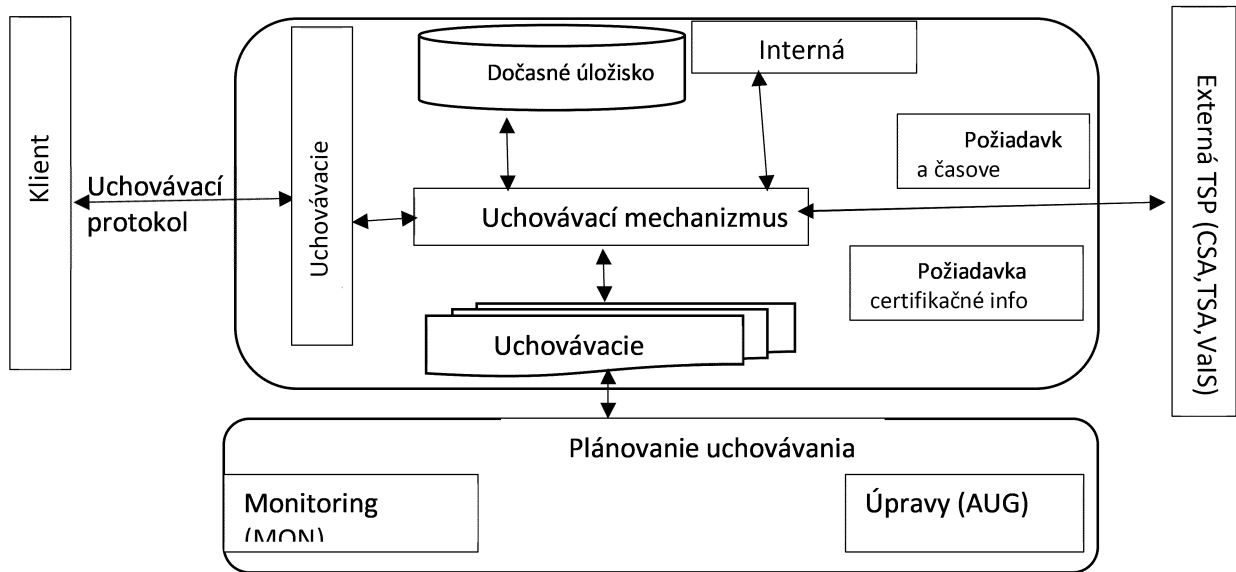 Klient
Uchovávací
protokol
Uchovávacie
Dočasné úložisko
Interná
Uchovávací mechanizmus
Požiadavk
a časove
Požiadavka
certifikačné info
Uchovávacie
Externá TSP (CSA,TSA,ValS)
Plánovanie uchovávania
Monitoring
(MON)
Úpravy (AUG)